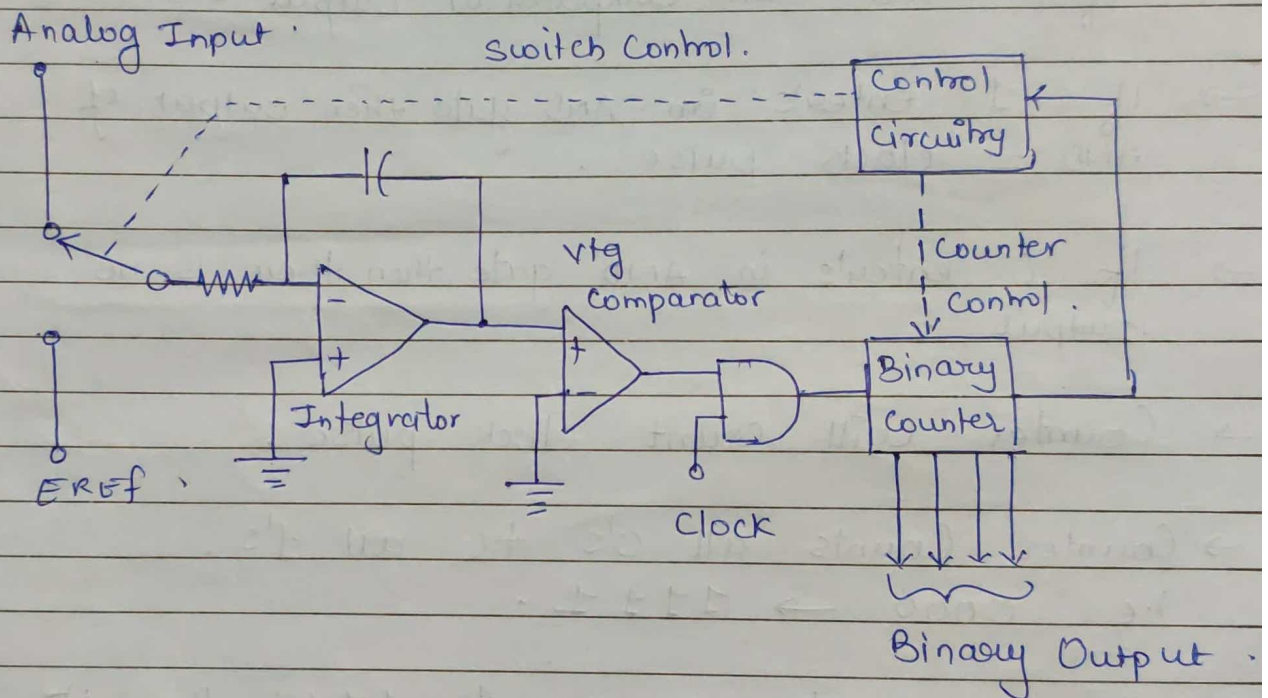 Analog Input .
Switch Control.
Control
Circuitry
Vtg
Comparator
Counter
Control .
-
+
Integrator
+
-
Binary
Counter
EREf .
Clock
Binary Output .